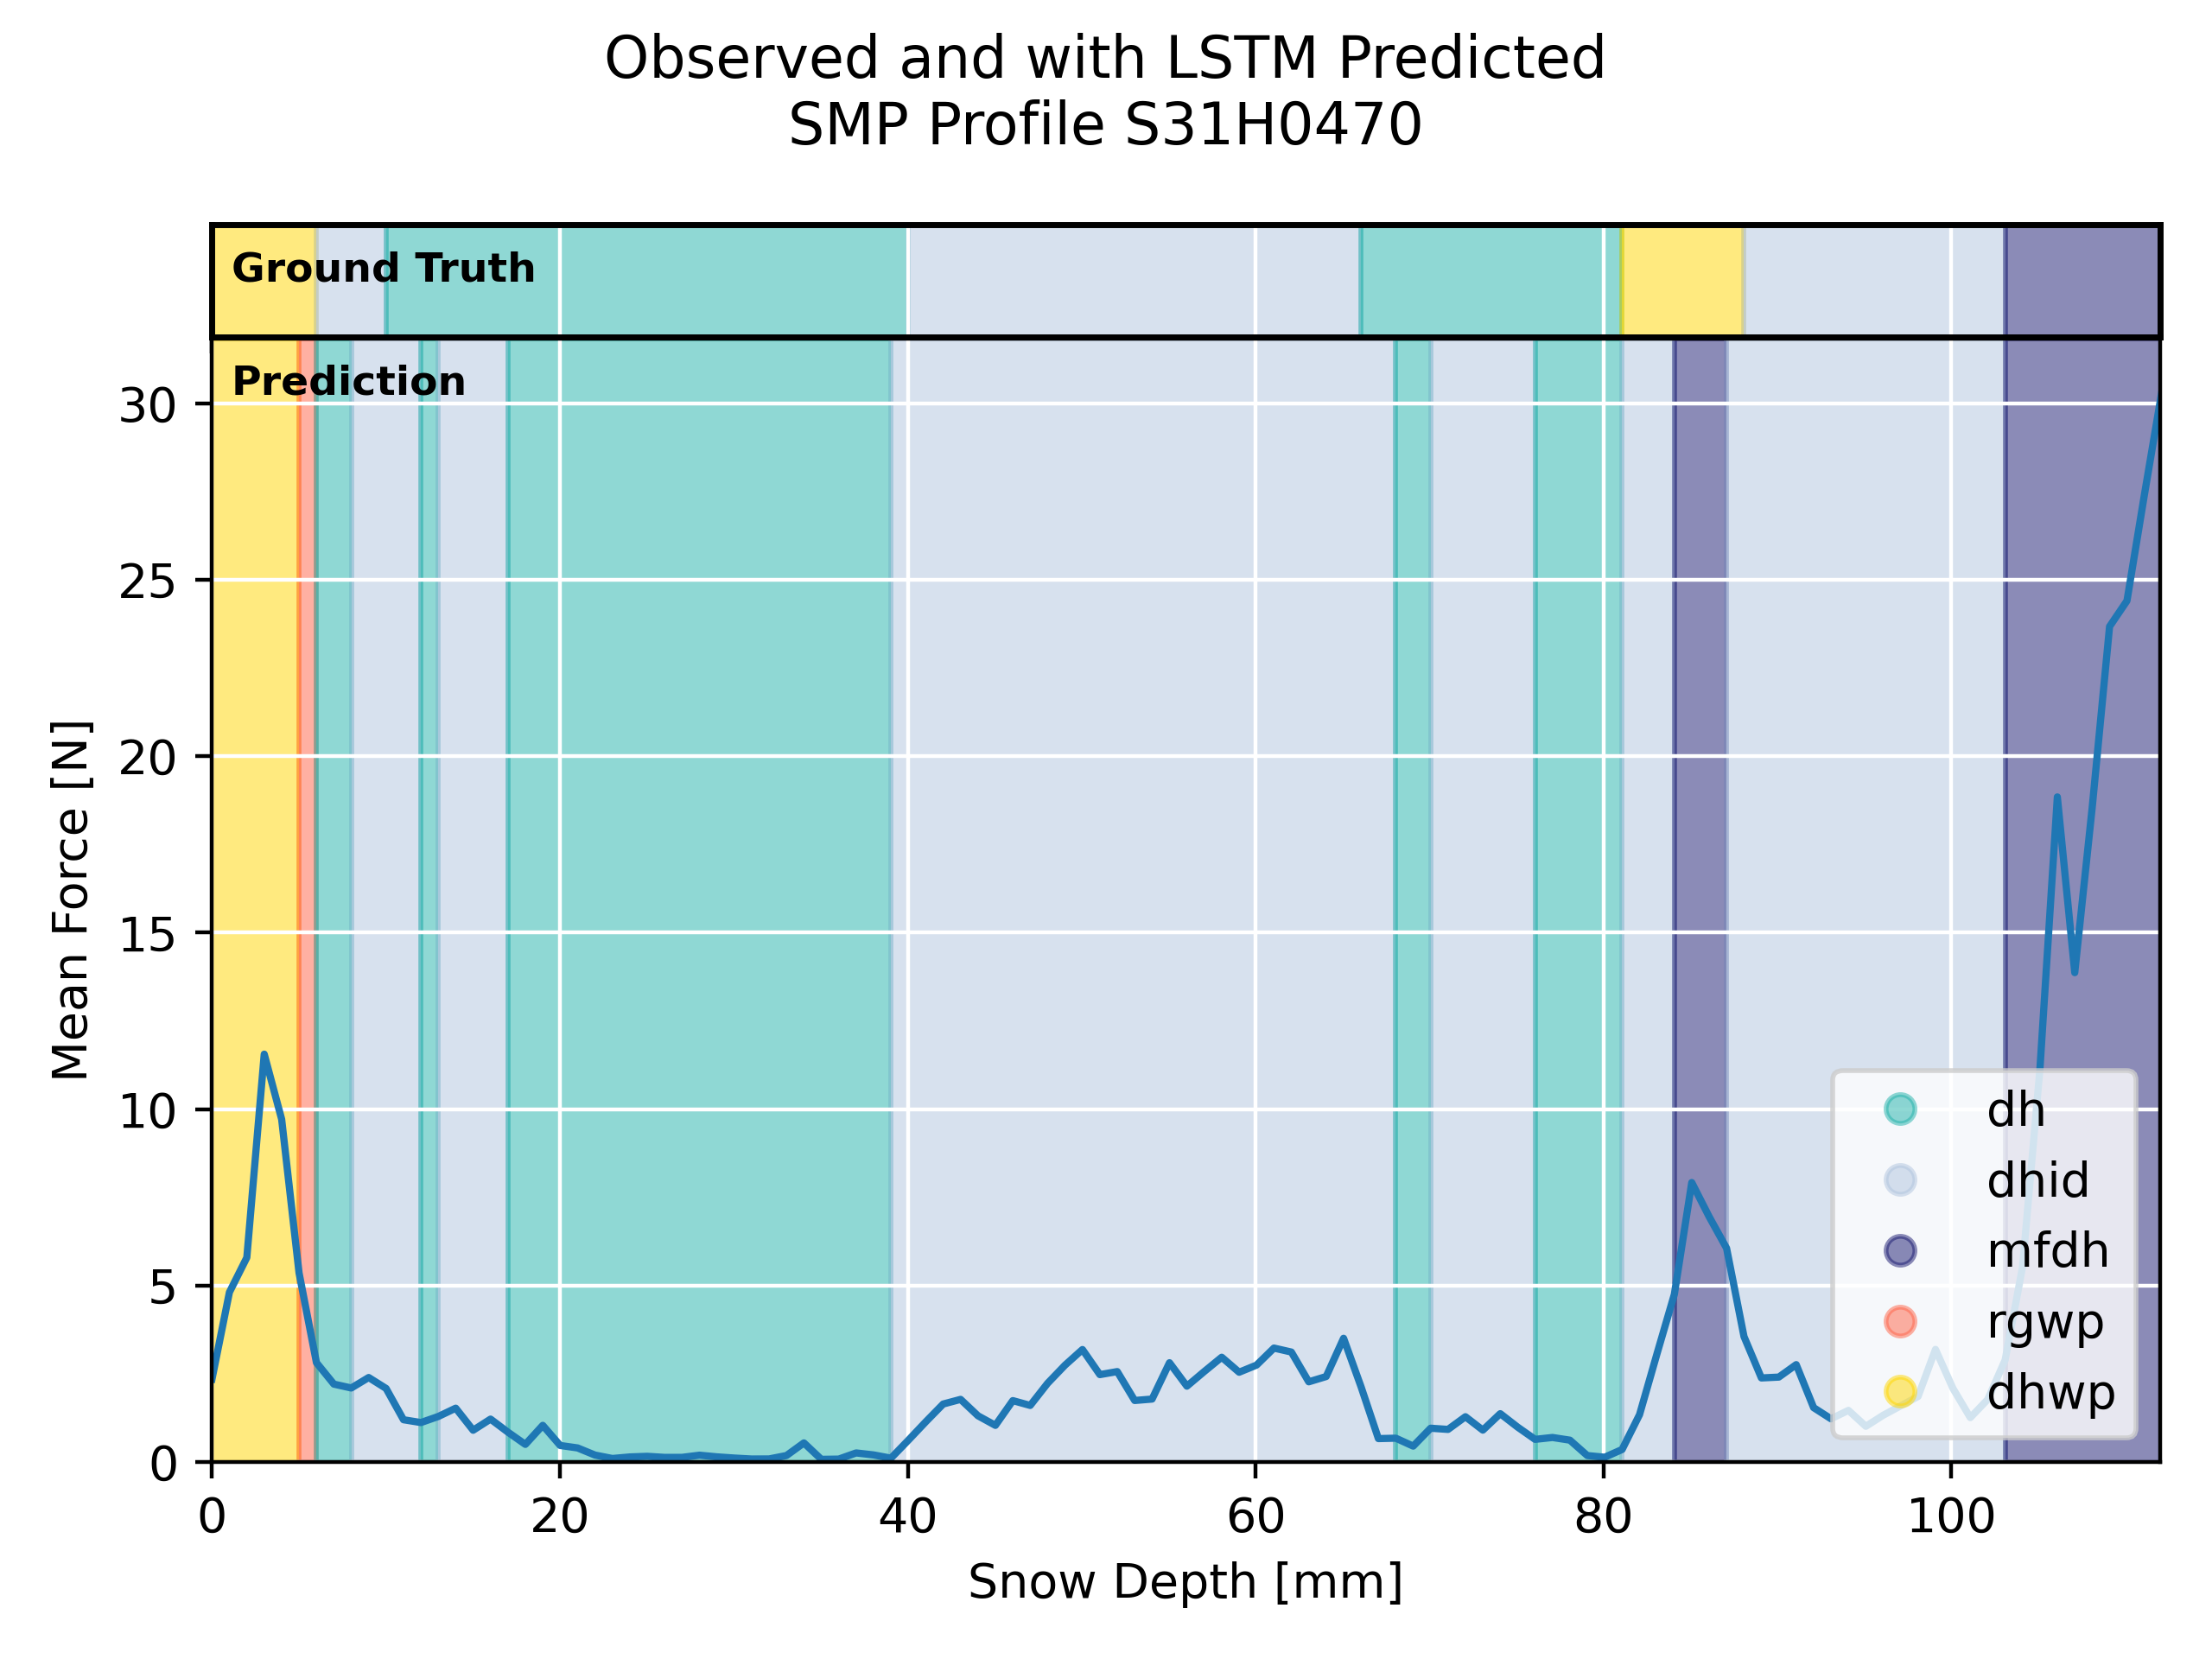 Observed and with LSTM Predicted
SMP Profile S31H0470
Ground Truth
Prediction
30
25
20
15
10
5
0
Mean Force [N]
dh
dhid
mfdh
rgwp
dhwp
0 20 40 60 80 100
Snow Depth [mm]